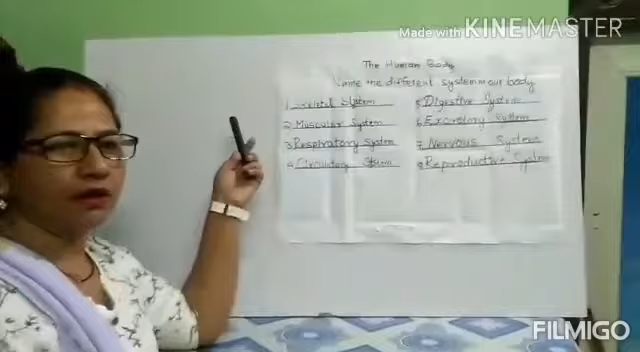 Made with KINEMASTER
The Human Body
Name the different system in our body
1. Skeletal System
2. Muscular System
3. Respiratory System
4. Circulatory System
5. Digestive System
6. Excretory System
7. Nervous System
8. Reproductive System
FILMIGO